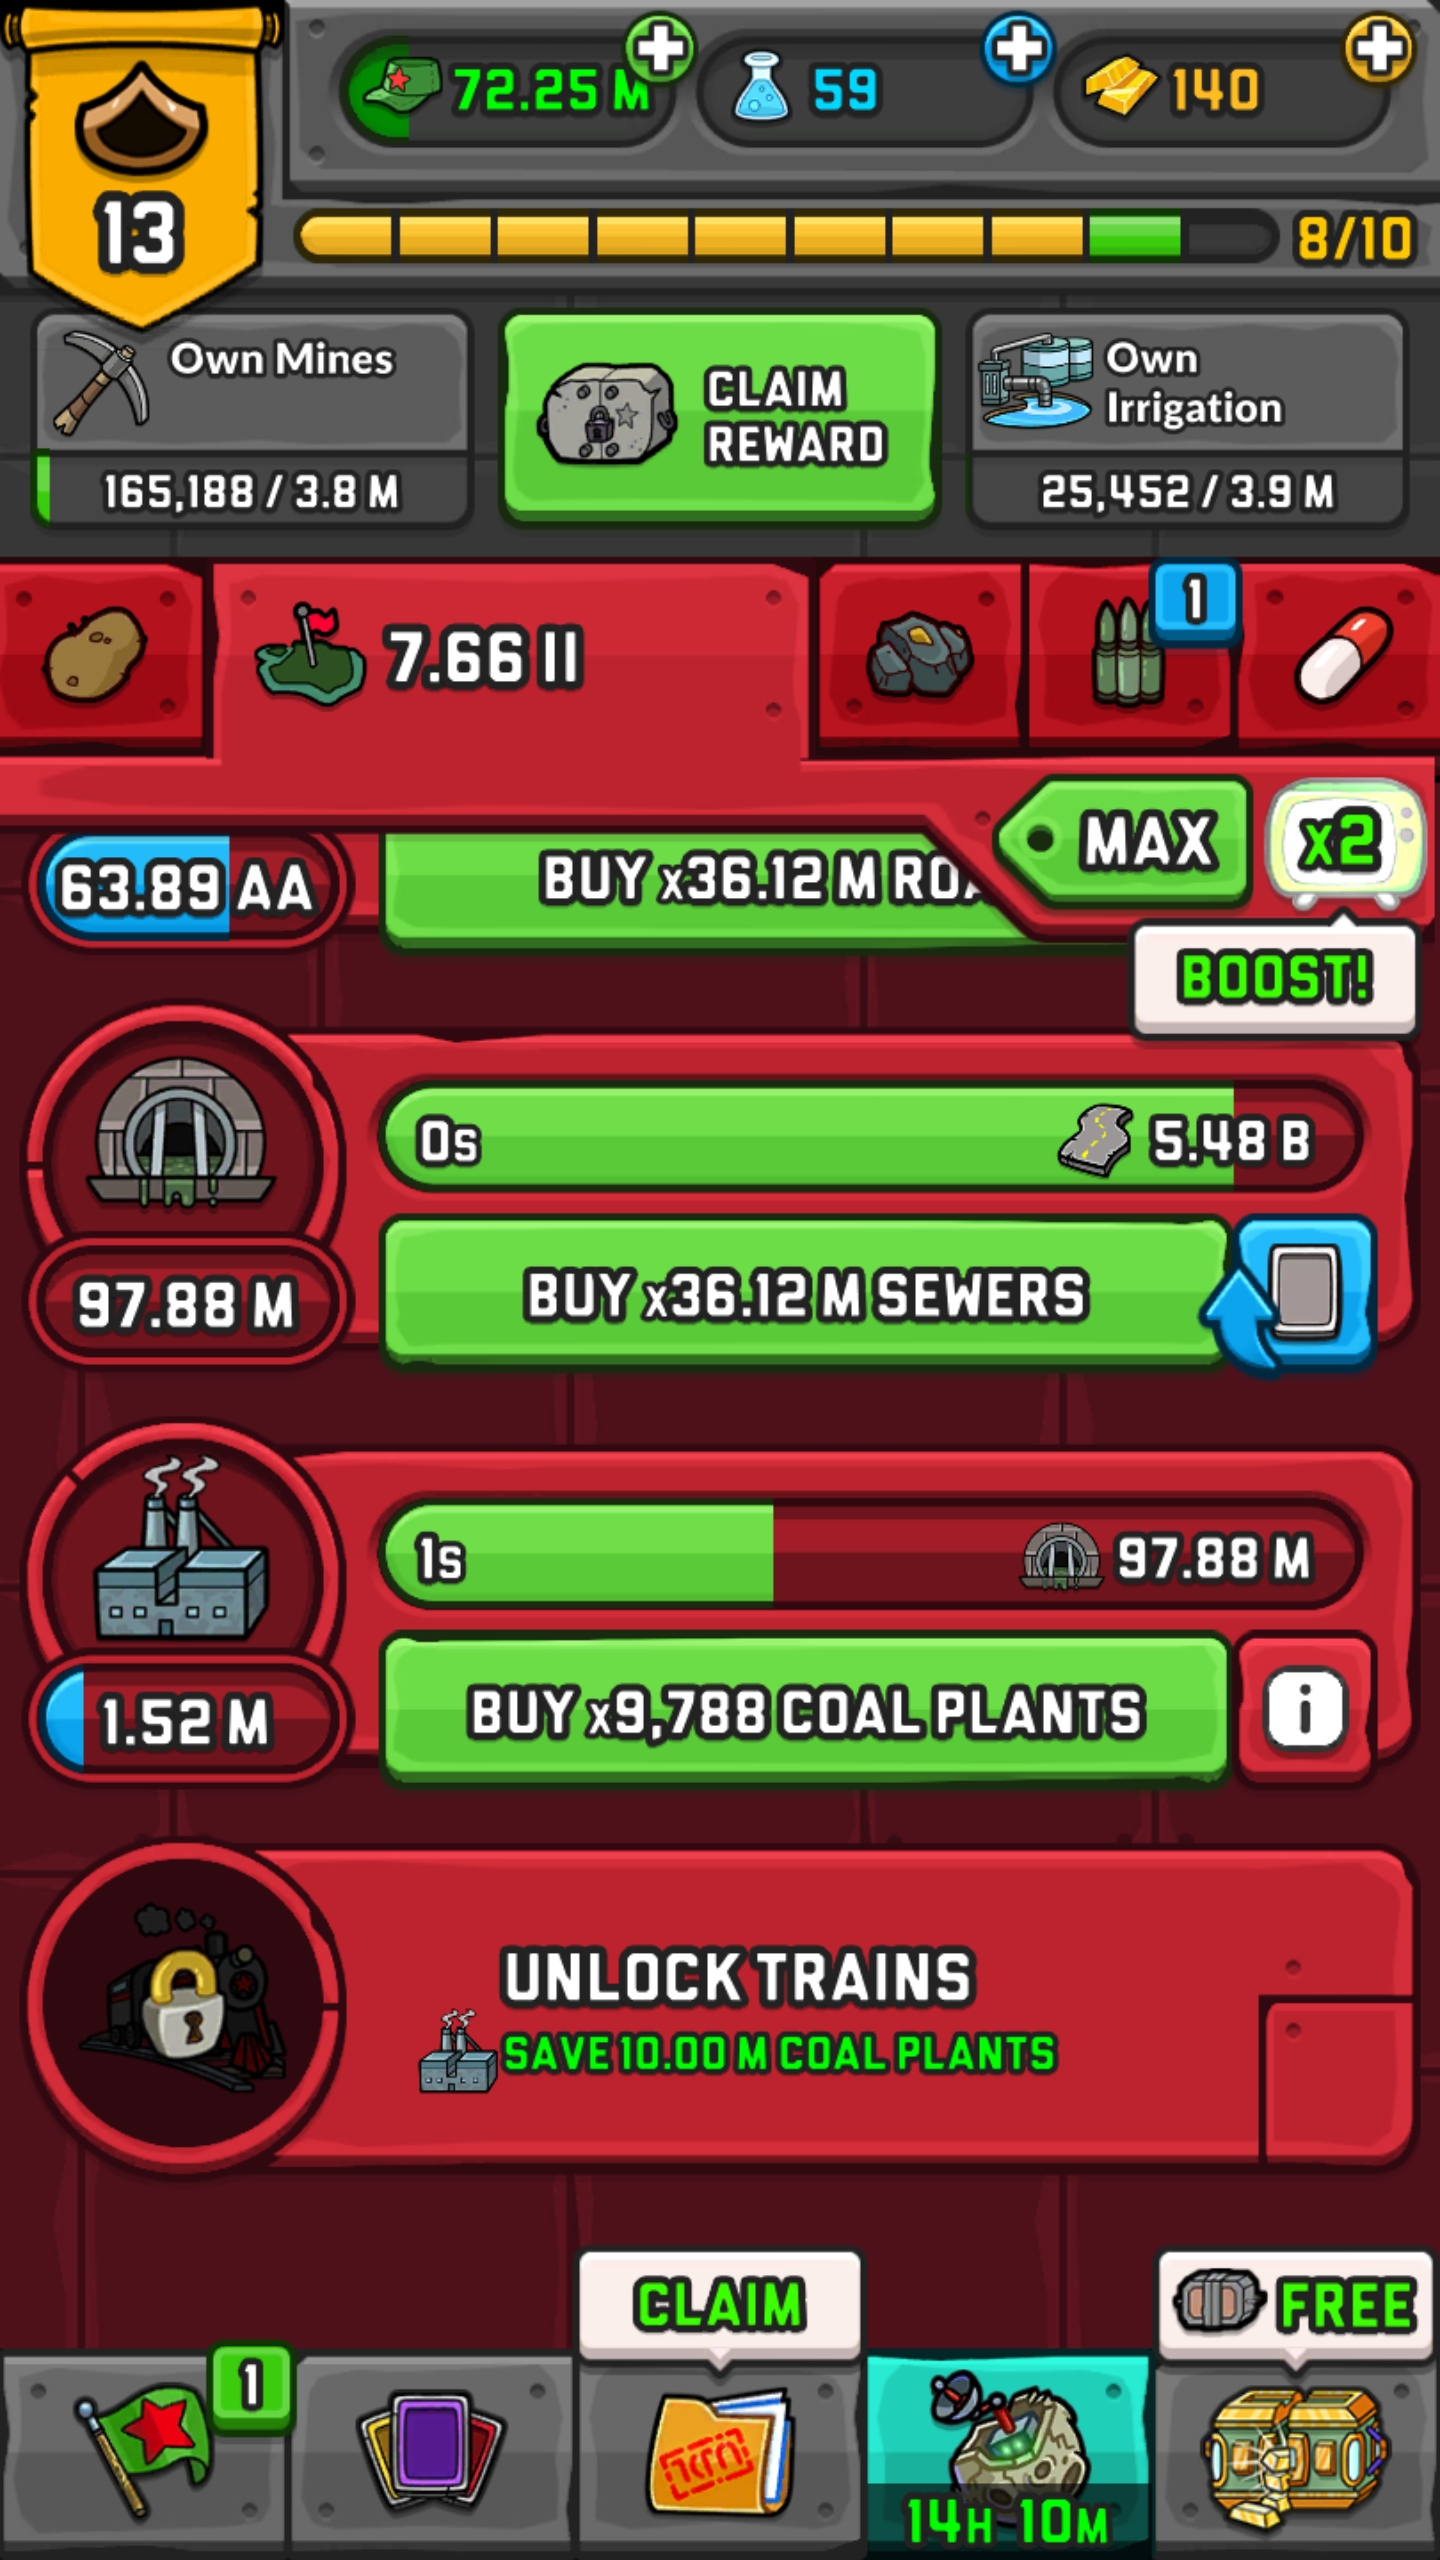 72.25 M
59
140
13
8/10
Own Mines
165,188 / 3.8 M
CLAIM
REWARD
Own
Irrigation
25,452 / 3.9 M
7.66 II
1
MAX
x2
BOOST!
63.89 AA
BUY x36.12 M
0s
5.48 B
97.88 M
BUY x36.12 M SEWERS
1s
97.88 M
1.52 M
BUY x9,788 COAL PLANTS
i
UNLOCK TRAINS
SAVE 10.00 M COAL PLANTS
CLAIM
FREE
1
14H 10M